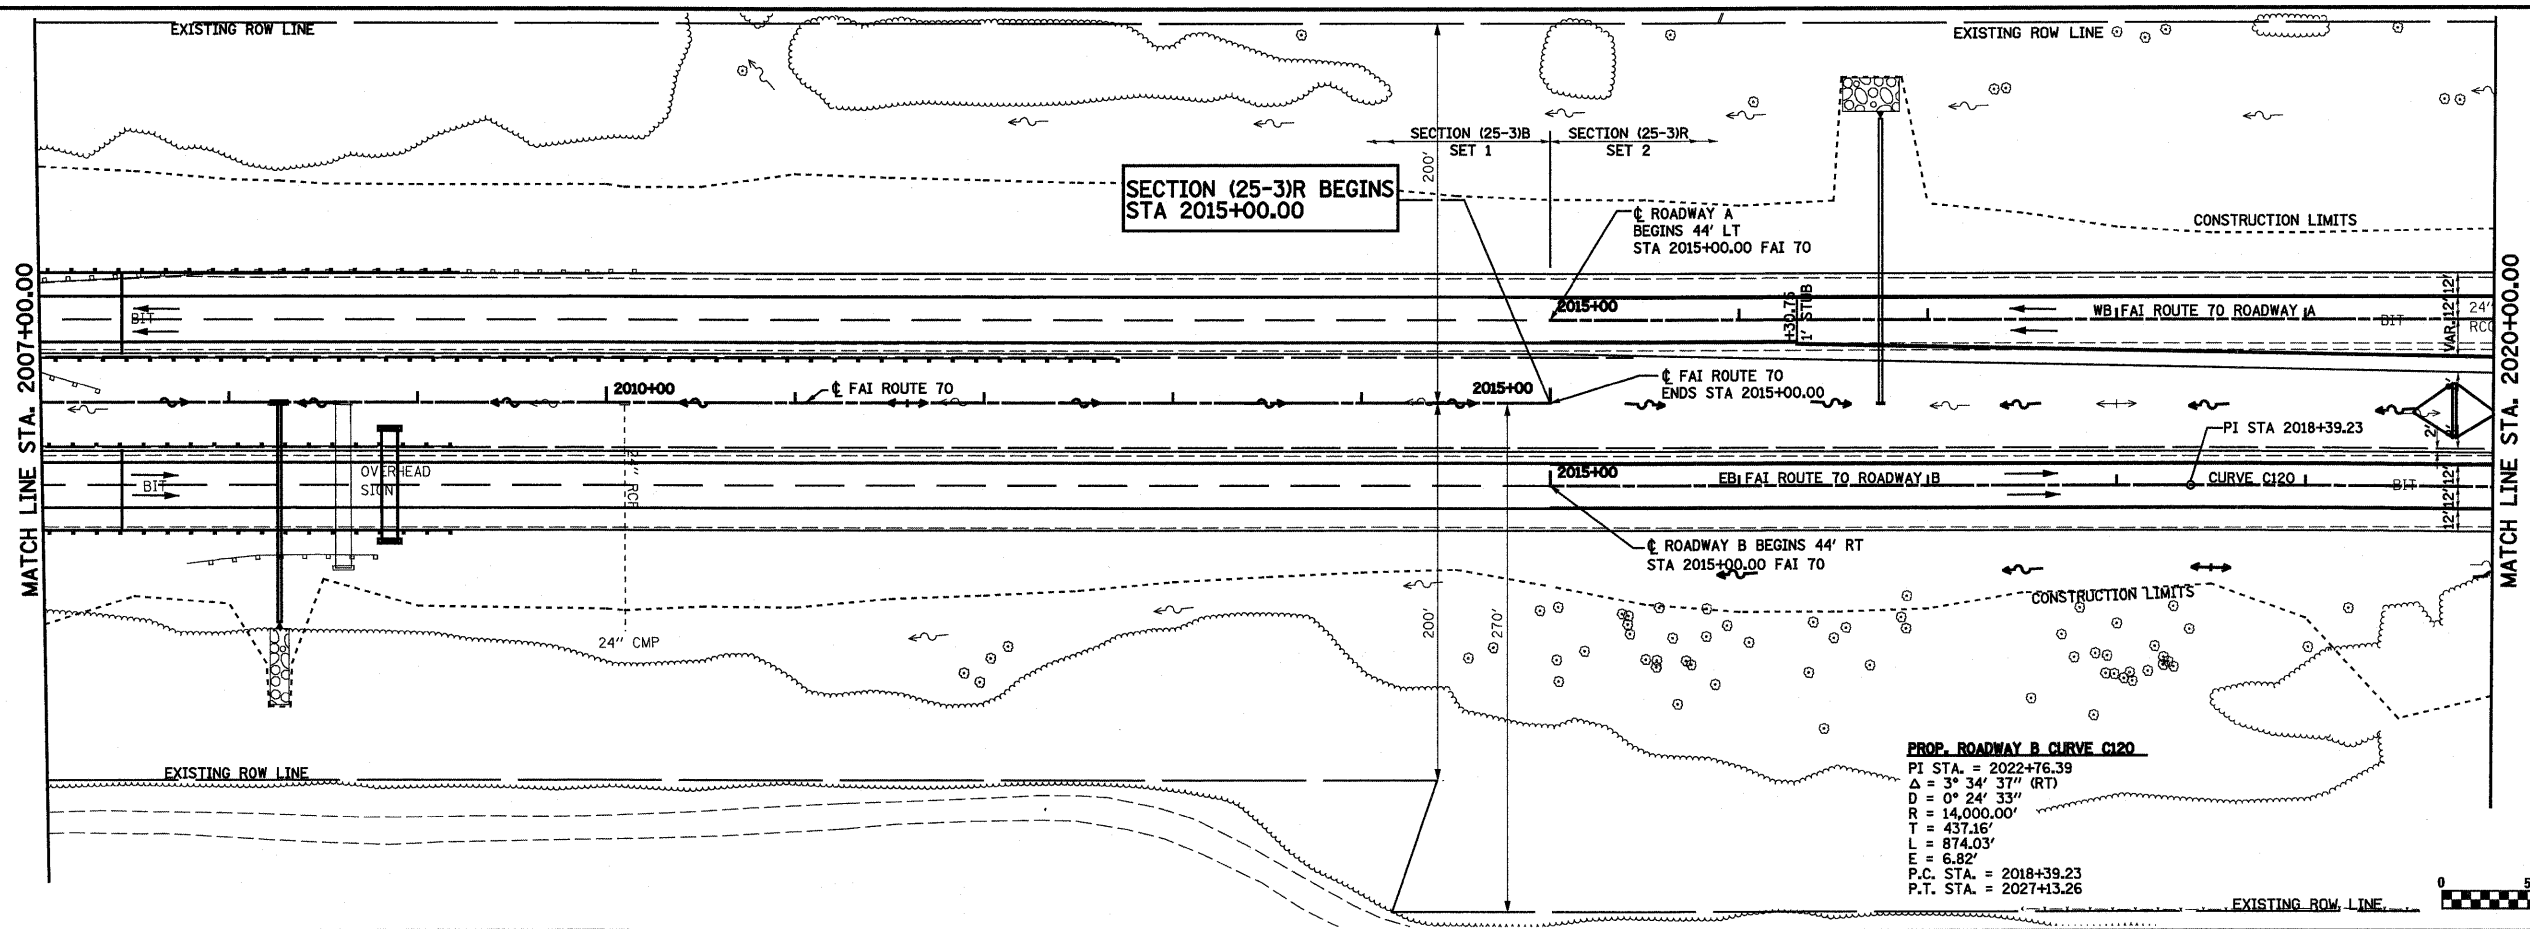 EXISTING ROW LINE
EXISTING ROW LINE
SECTION (25-3)B
SET 1
SECTION (25-3)R
SET 2
200'
SECTION (25-3)R BEGINS
STA 2015+00.00
℄ ROADWAY A
BEGINS 44' LT
STA 2015+00.00 FAI 70
CONSTRUCTION LIMITS
MATCH LINE STA. 2007+00.00
MATCH LINE STA. 2020+00.00
BIT
2015+00
+30.75
1' STUB
WB FAI ROUTE 70 ROADWAY A
BIT
VAR.
12'
12'
24"
2010+00
℄ FAI ROUTE 70
2015+00
℄ FAI ROUTE 70
ENDS STA 2015+00.00
PI STA 2018+39.23
2'
OVERHEAD
SIGN
BIT
24" RCP
2015+00
EB FAI ROUTE 70 ROADWAY B
CURVE C120
BIT
12'
12'
12'
℄ ROADWAY B BEGINS 44' RT
STA 2015+00.00 FAI 70
CONSTRUCTION LIMITS
24" CMP
200'
270'
EXISTING ROW LINE
PROP. ROADWAY B CURVE C120
PI STA. = 2022+76.39
Δ = 3° 34' 37" (RT)
D = 0° 24' 33"
R = 14,000.00'
T = 437.16'
L = 874.03'
E = 6.82'
P.C. STA. = 2018+39.23
P.T. STA. = 2027+13.26
EXISTING ROW LINE
0